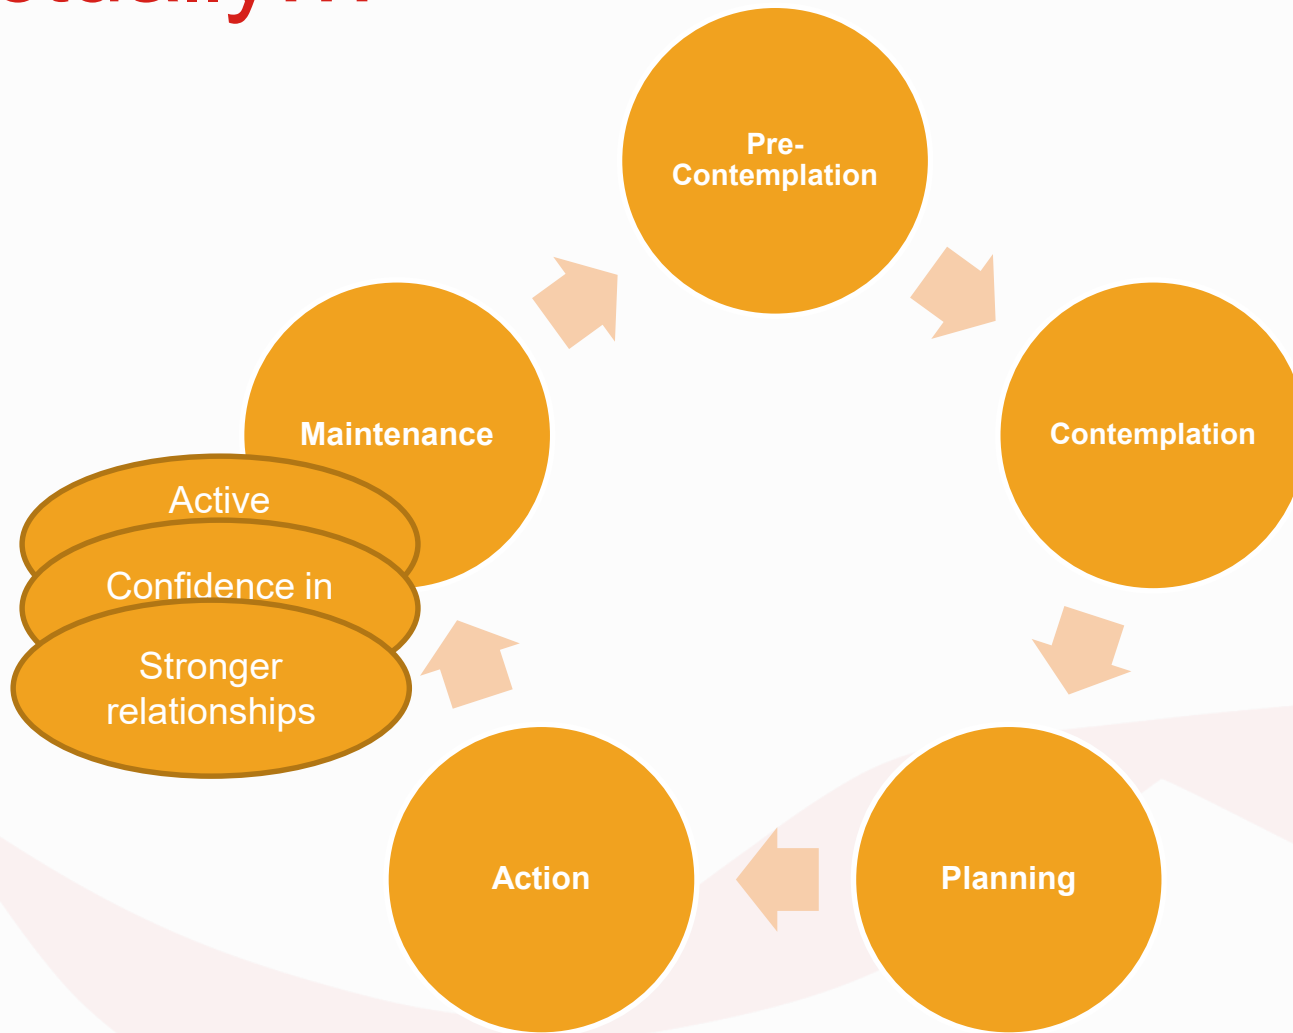 Pre-
Contemplation
Maintenance
Contemplation
Active
Confidence in
Stronger
relationships
Action
Planning